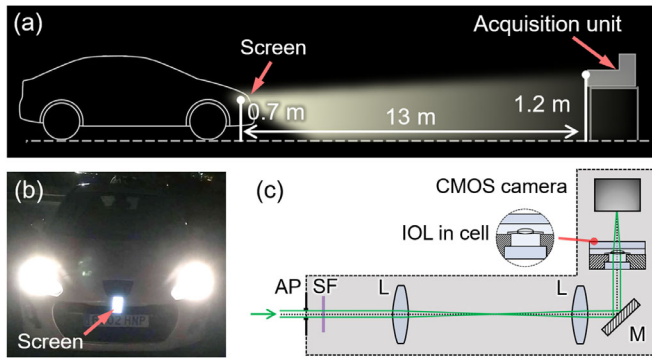 (a)
Screen
Acquisition unit
0.7 m
13 m
1.2 m
(b)
Screen
(c)
CMOS camera
IOL in cell
AP
SF
L
L
M